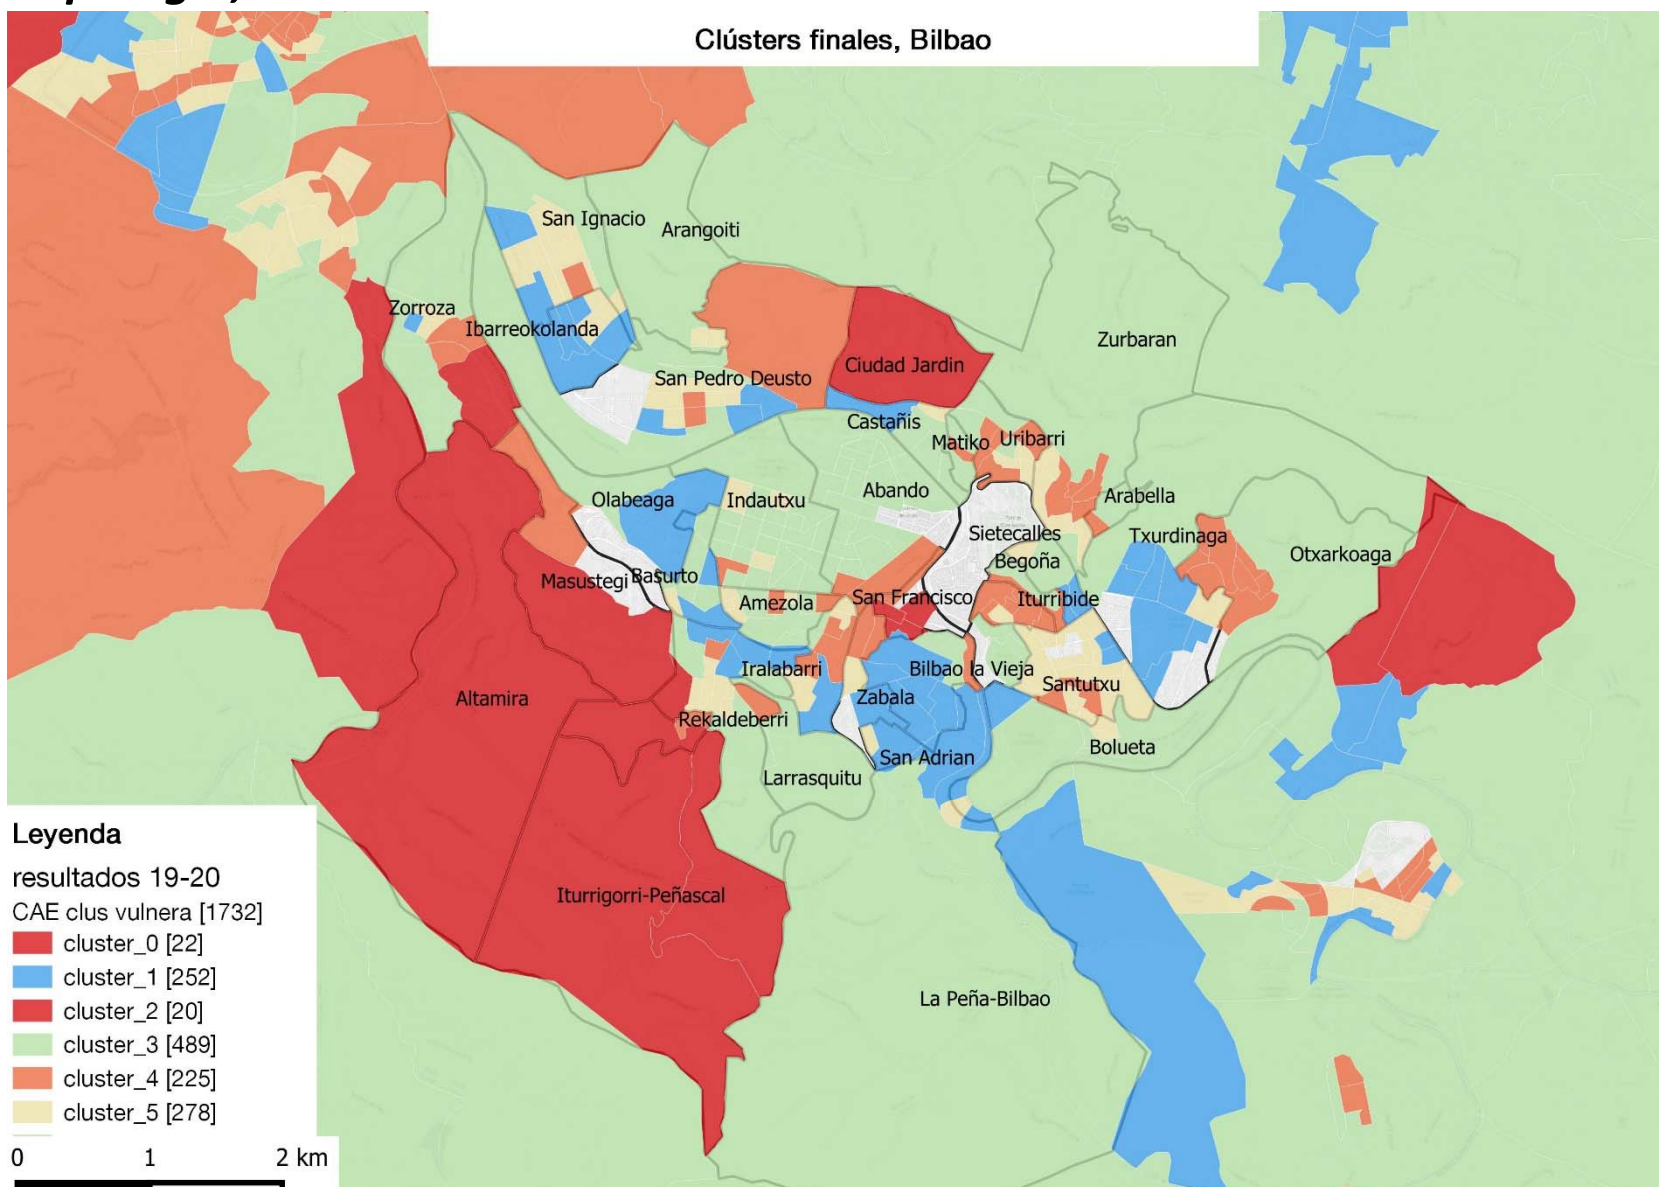 Clústers finales, Bilbao
San Ignacio
Arangoiti
Zorroza
Ibarreokolanda
Zurbaran
Ciudad Jardin
San Pedro Deusto
Castañis
Matiko
Uribarri
Olabeaga
Indautxu
Abando
Arabella
Sietecalles
Txurdinaga
Begoña
Otxarkoaga
Masustegi
Basurto
Amezola
San Francisco
Iturribide
Iralabarri
Bilbao la Vieja
Altamira
Zabala
Santutxu
Rekaldeberri
San Adrian
Bolueta
Larrasquitu
Iturrigorri-Peñascal
La Peña-Bilbao
Leyenda
resultados 19-20
CAE clus vulnera [1732]
cluster_0 [22]
cluster_1 [252]
cluster_2 [20]
cluster_3 [489]
cluster_4 [225]
cluster_5 [278]
0 1 2 km